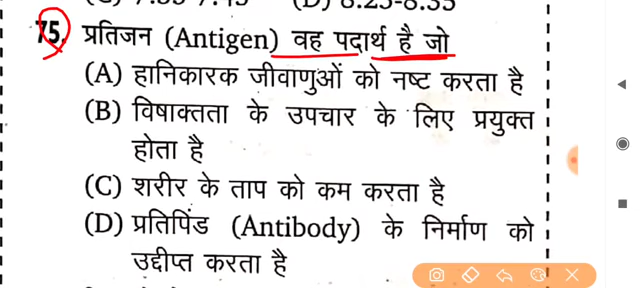 75. प्रतिजन (Antigen) वह पदार्थ है जो
(A) हानिकारक जीवाणुओं को नष्ट करता है
(B) विषाक्तता के उपचार के लिए प्रयुक्त
होता है
(C) शरीर के ताप को कम करता है
(D) प्रतिपिंड (Antibody) के निर्माण को
उद्दीप्त करता है